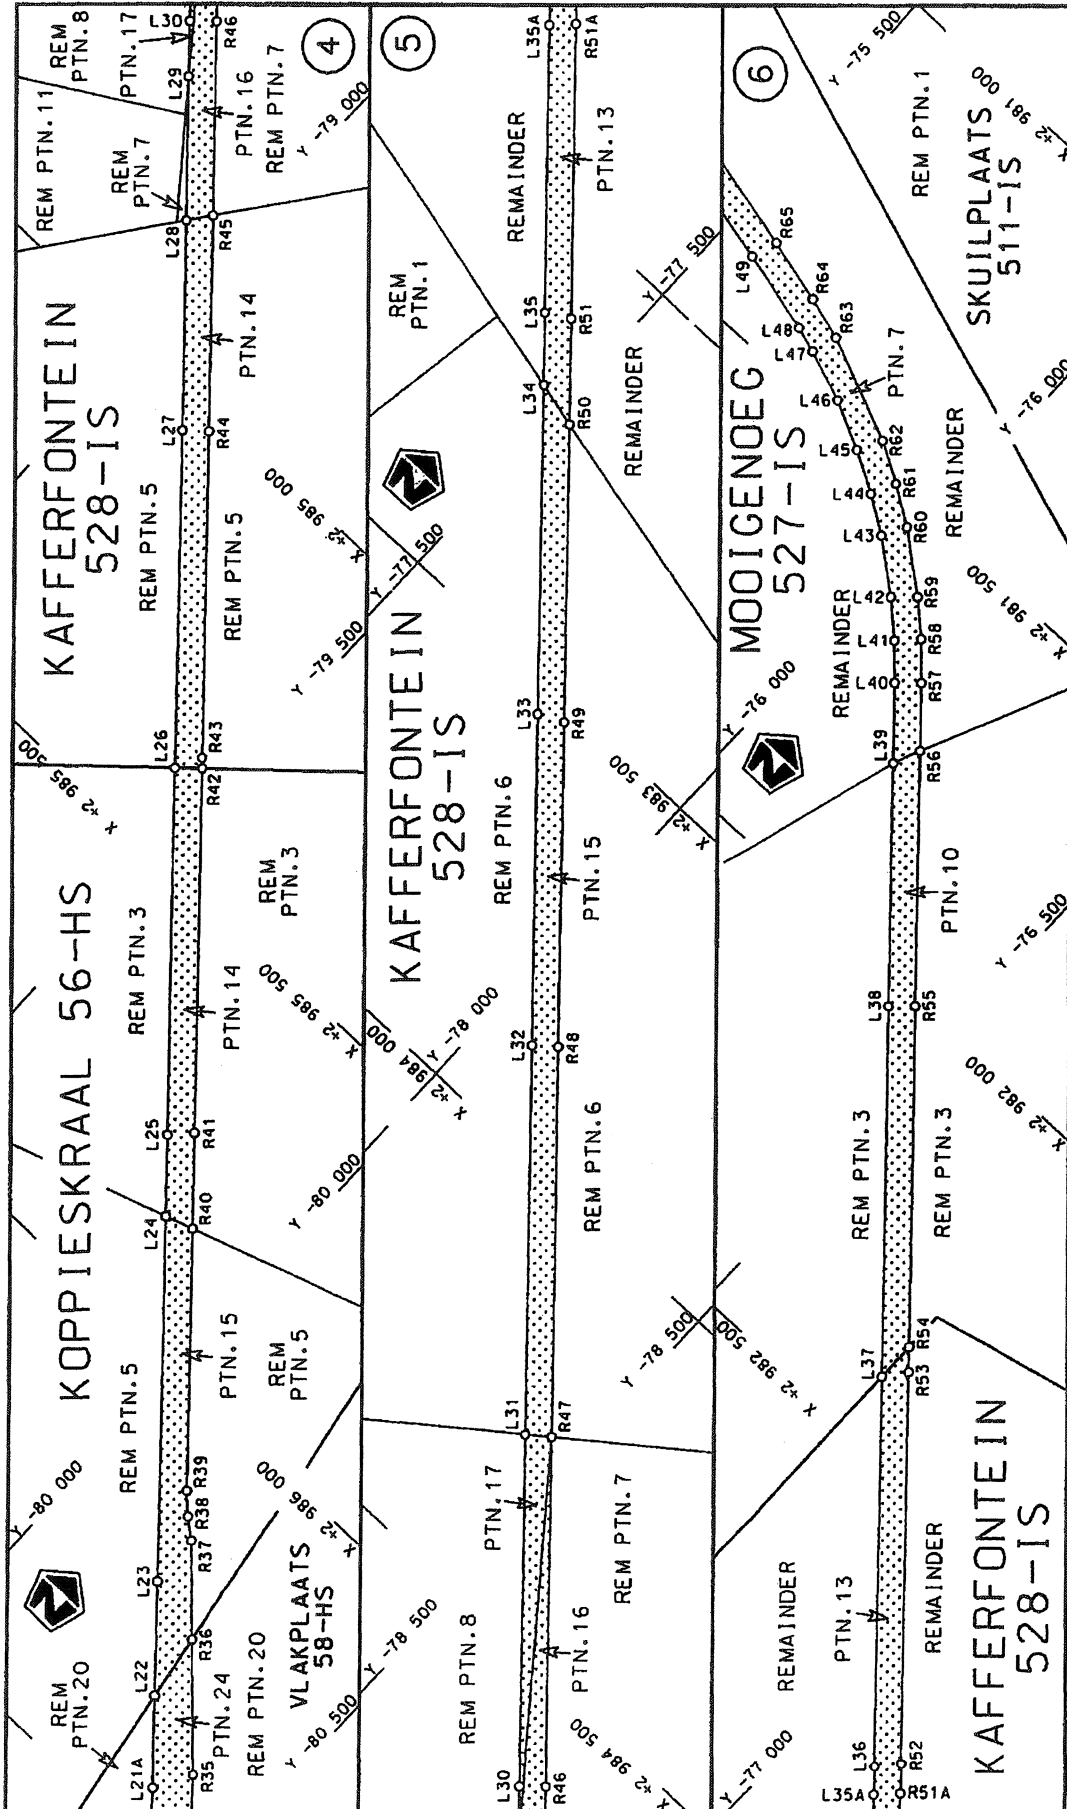 4
KOPPIESKRAAL 56-HS
KAFFERFONTEIN
528-IS
VLAKPLAATS
58-HS
REM
PTN.20
L21A
L22
L23
L24
L25
L26
L27
L28
L29
L30
R35
R36
R37
R38
R39
R40
R41
R42
R43
R44
R45
R46
PTN.24
REM PTN.20
REM PTN.5
PTN.15
REM
PTN.5
REM PTN.3
PTN.14
REM
PTN.3
REM PTN.5
REM PTN.5
PTN.14
REM PTN.11
REM
PTN.7
REM
PTN.8
PTN.17
PTN.16
REM PTN.7
Y -80 000
Y -80 500
X +2 986 000
Y -80 000
X +2 985 500
X +2 985 500
Y -79 500
X +2 985 000
Y -79 000
5
KAFFERFONTEIN
528-IS
L30
L31
L32
L33
L34
L35
L35A
R46
R47
R48
R49
R50
R51
R51A
REM PTN.8
PTN.17
PTN.16
REM PTN.7
REM PTN.6
REM PTN.6
PTN.15
REM
PTN.1
REMAINDER
REMAINDER
PTN.13
Y -78 500
X +2 984 500
Y -78 500
X +2 984 000
Y -78 000
X +2 983 500
Y -77 500
Y -77 500
6
KAFFERFONTEIN
528-IS
MOOIGENOEG
527-IS
SKUILPLAATS
511-IS
L35A
L36
L37
L38
L39
L40
L41
L42
L43
L44
L45
L46
L47
L48
L49
R51A
R52
R53
R54
R55
R56
R57
R58
R59
R60
R61
R62
R63
R64
R65
REMAINDER
PTN.13
REMAINDER
REM PTN.3
REM PTN.3
PTN.10
REMAINDER
REMAINDER
PTN.7
REM PTN.1
Y -77 000
X +2 982 500
X +2 982 000
Y -76 500
Y -76 000
X +2 981 500
Y -76 000
X +2 981 000
Y -75 500